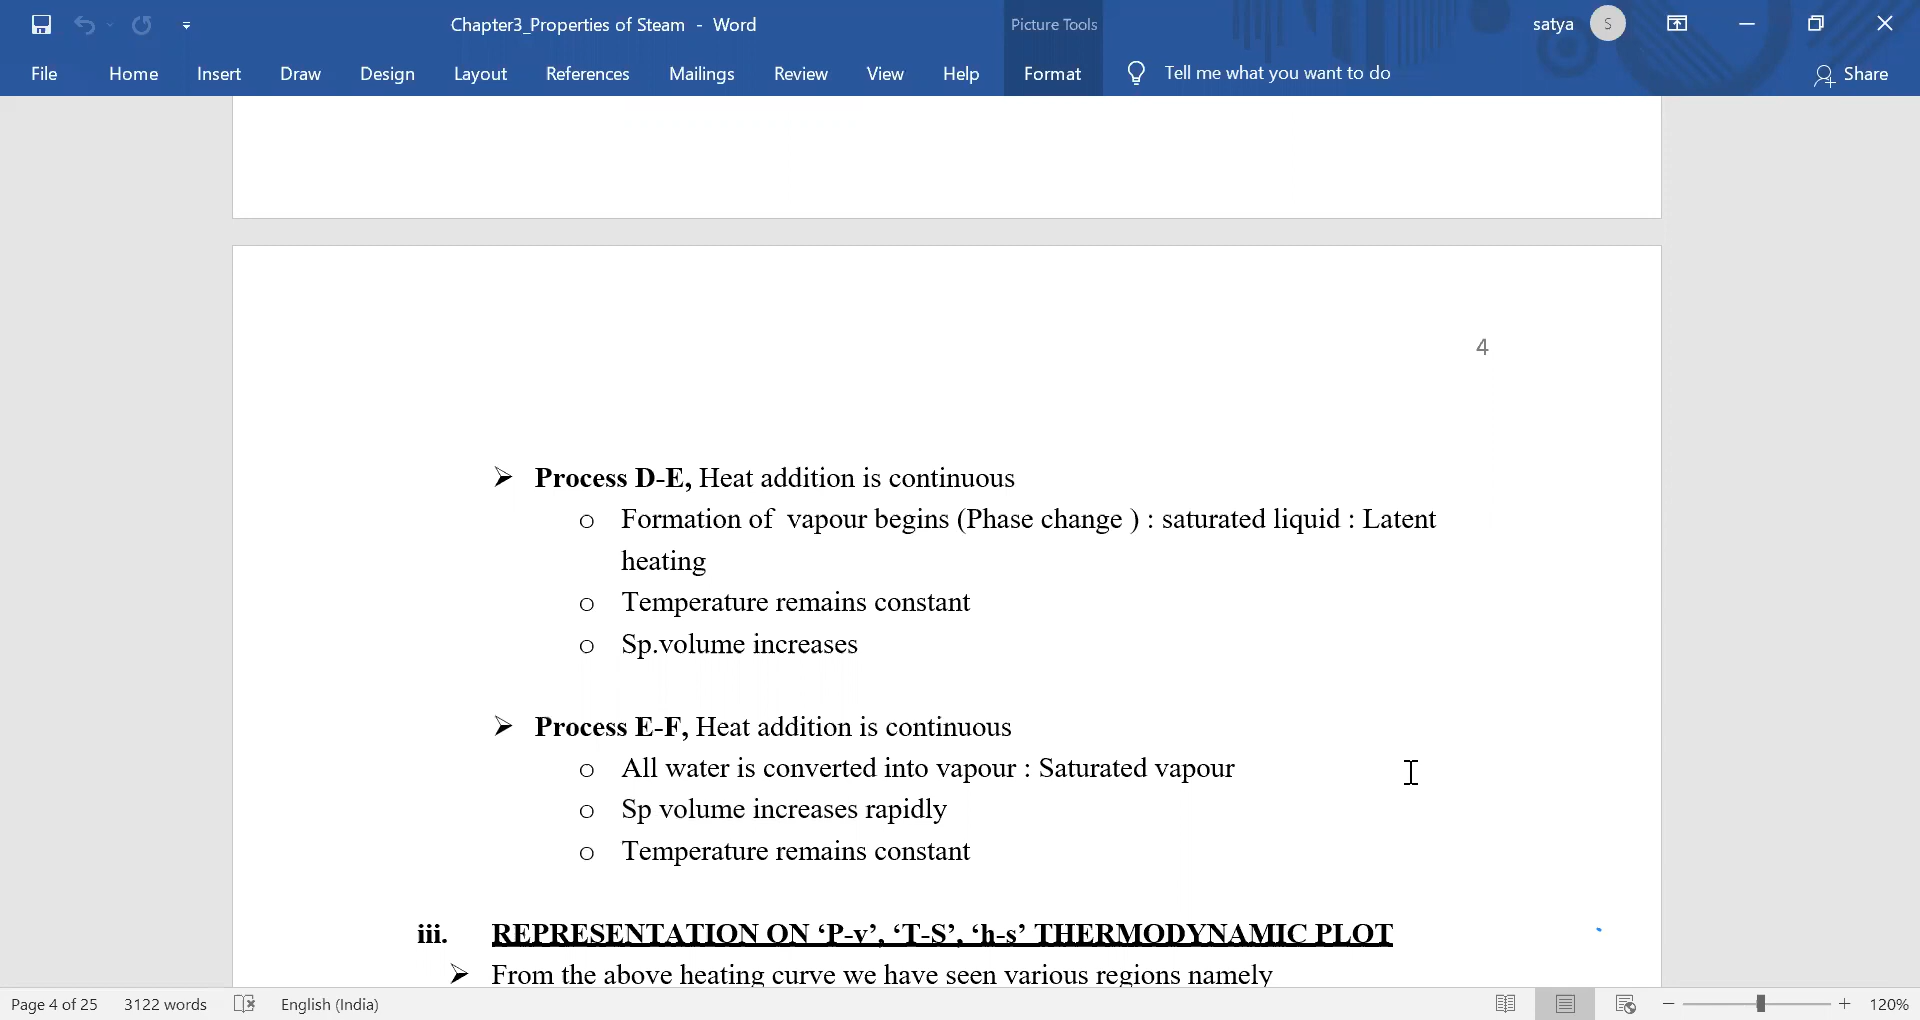 Chapter3_Properties of Steam - Word
Picture Tools
satya
S
File Home Insert Draw Design Layout References Mailings Review View Help Format Tell me what you want to do Share
4
➢ Process D-E, Heat addition is continuous
o Formation of vapour begins (Phase change ) : saturated liquid : Latent
heating
o Temperature remains constant
o Sp.volume increases
➢ Process E-F, Heat addition is continuous
o All water is converted into vapour : Saturated vapour
o Sp volume increases rapidly
o Temperature remains constant
iii. REPRESENTATION ON ‘P-v’, ‘T-S’, ‘h-s’ THERMODYNAMIC PLOT
➢ From the above heating curve we have seen various regions namely
Page 4 of 25 3122 words English (India) 120%